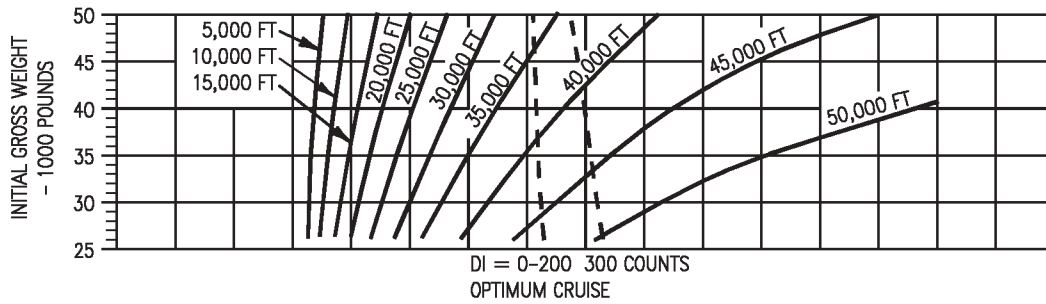 50
45
40
35
30
25
INITIAL GROSS WEIGHT
- 1000 POUNDS
5,000 FT
10,000 FT
15,000 FT
20,000 FT
25,000 FT
30,000 FT
35,000 FT
40,000 FT
45,000 FT
50,000 FT
DI = 0-200 300 COUNTS
OPTIMUM CRUISE